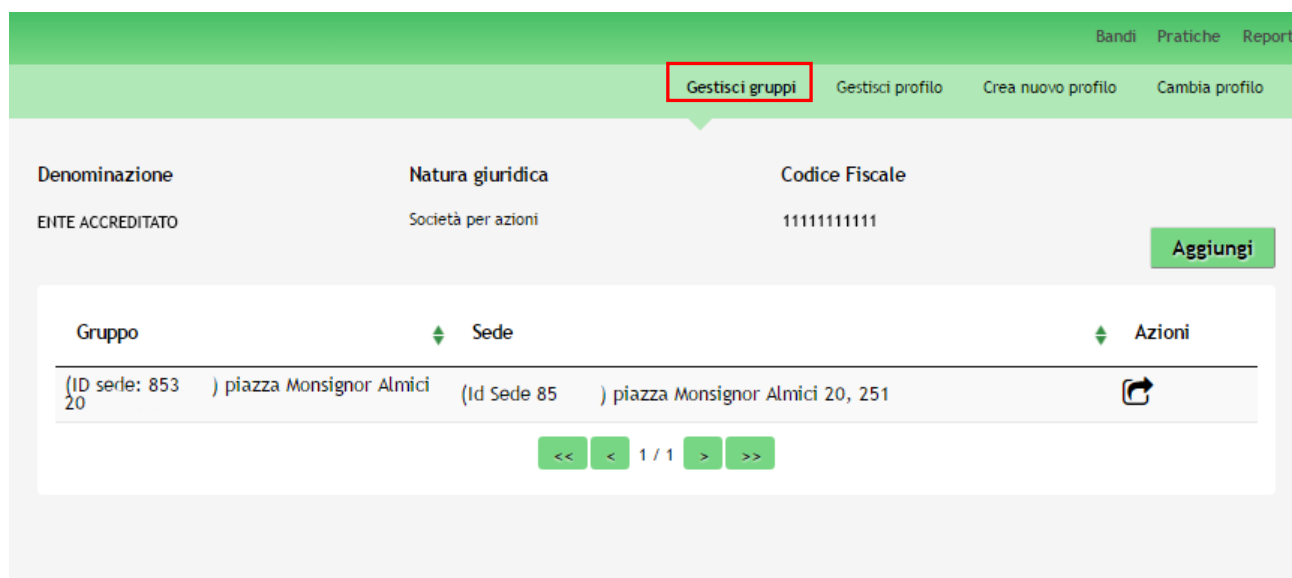 Bandi Pratiche Report
Gestisci gruppi Gestisci profilo Crea nuovo profilo Cambia profilo
Denominazione Natura giuridica Codice Fiscale
ENTE ACCREDITATO Società per azioni 11111111111
Aggiungi
Gruppo Sede Azioni
(ID sede: 853 ) piazza Monsignor Almici
20
(Id Sede 85 ) piazza Monsignor Almici 20, 251
<< < 1 / 1 > >>